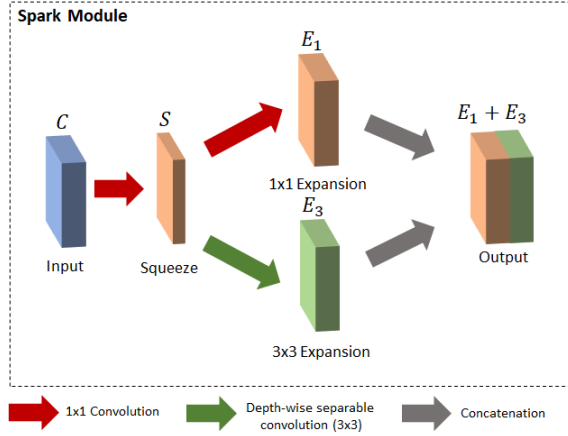 Spark Module
C
S
E₁
E₁ + E₃
Input
Squeeze
1x1 Expansion
E₃
Output
3x3 Expansion
1x1 Convolution
Depth-wise separable
convolution (3x3)
Concatenation